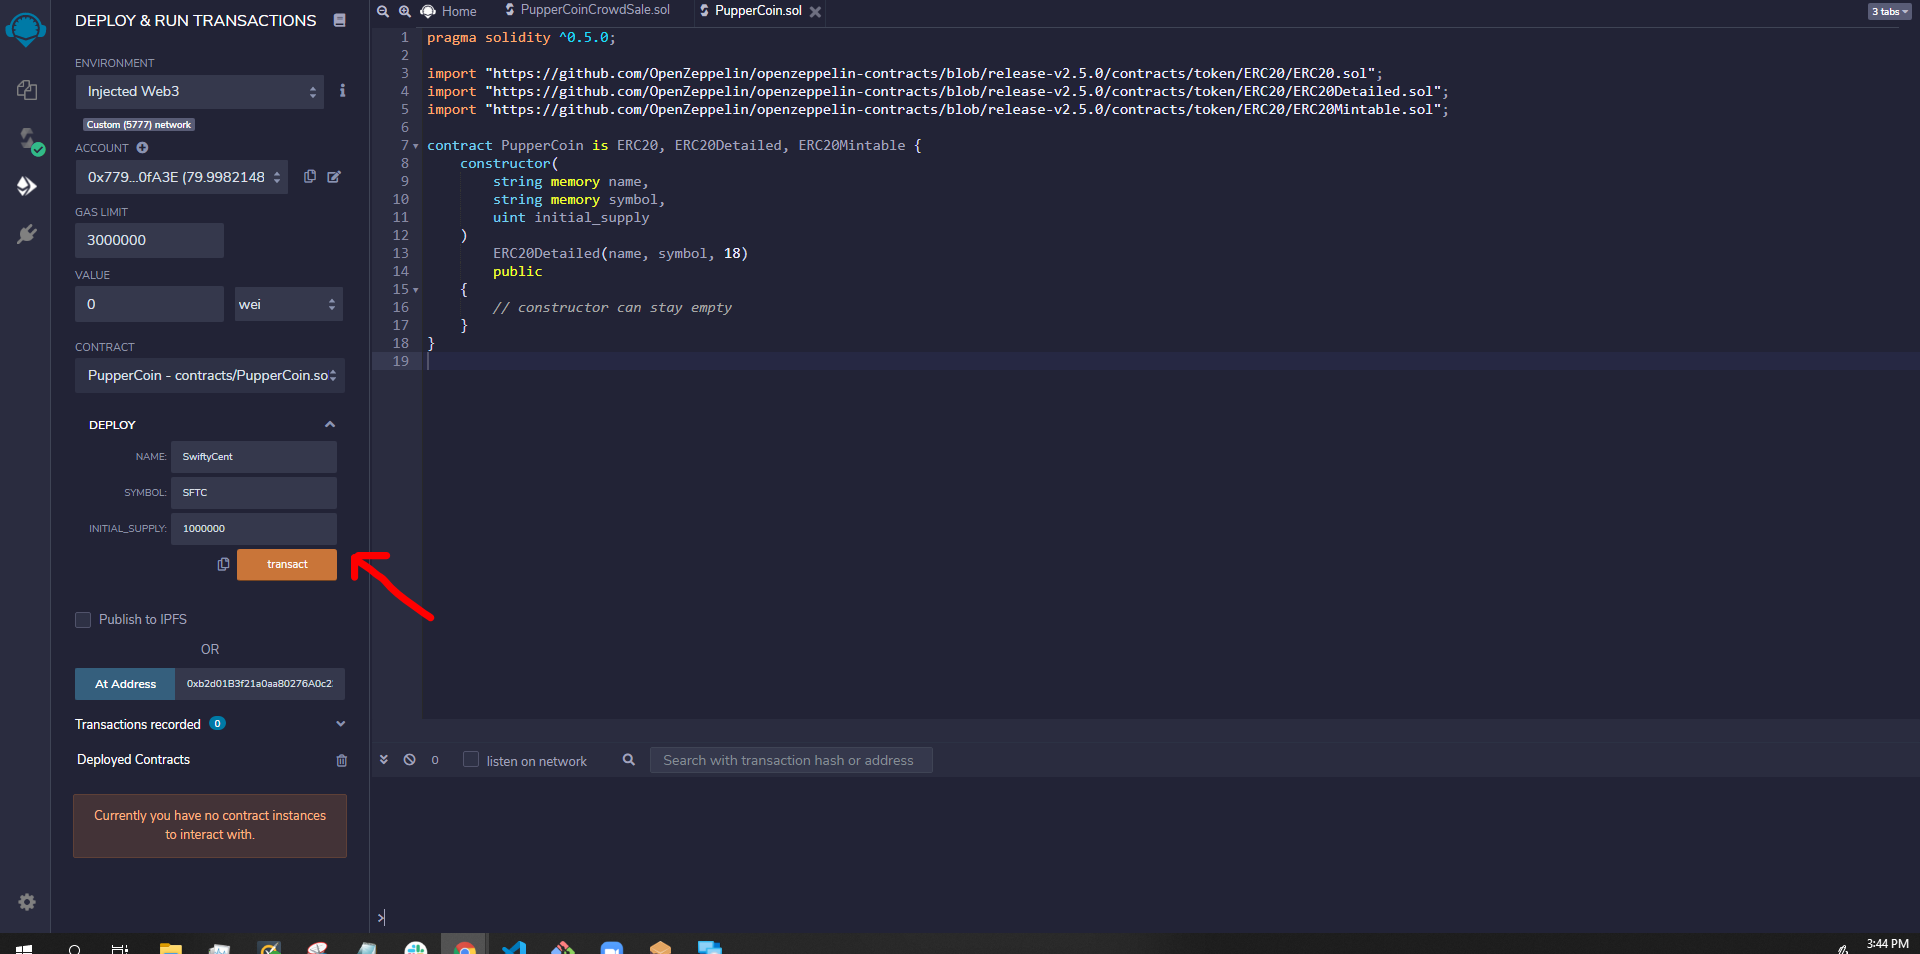 DEPLOY & RUN TRANSACTIONS
ENVIRONMENT
Injected Web3
Custom (5777) network
ACCOUNT
0x779...0fA3E (79.9982148
GAS LIMIT
3000000
VALUE
0
wei
CONTRACT
PupperCoin - contracts/PupperCoin.so
DEPLOY
NAME: SwiftyCent
SYMBOL: SFTC
INITIAL_SUPPLY: 1000000
transact
Publish to IPFS
OR
At Address 0xb2d01B3f21a0aa80276A0c2
Transactions recorded 0
Deployed Contracts
Currently you have no contract instances
to interact with.
Home PupperCoinCrowdSale.sol PupperCoin.sol 3 tabs
1 pragma solidity ^0.5.0;
2
3 import "https://github.com/OpenZeppelin/openzeppelin-contracts/blob/release-v2.5.0/contracts/token/ERC20/ERC20.sol";
4 import "https://github.com/OpenZeppelin/openzeppelin-contracts/blob/release-v2.5.0/contracts/token/ERC20/ERC20Detailed.sol";
5 import "https://github.com/OpenZeppelin/openzeppelin-contracts/blob/release-v2.5.0/contracts/token/ERC20/ERC20Mintable.sol";
6
7 contract PupperCoin is ERC20, ERC20Detailed, ERC20Mintable {
8 constructor(
9 string memory name,
10 string memory symbol,
11 uint initial_supply
12 )
13 ERC20Detailed(name, symbol, 18)
14 public
15 {
16 // constructor can stay empty
17 }
18 }
19
0 listen on network Search with transaction hash or address
>
3:44 PM